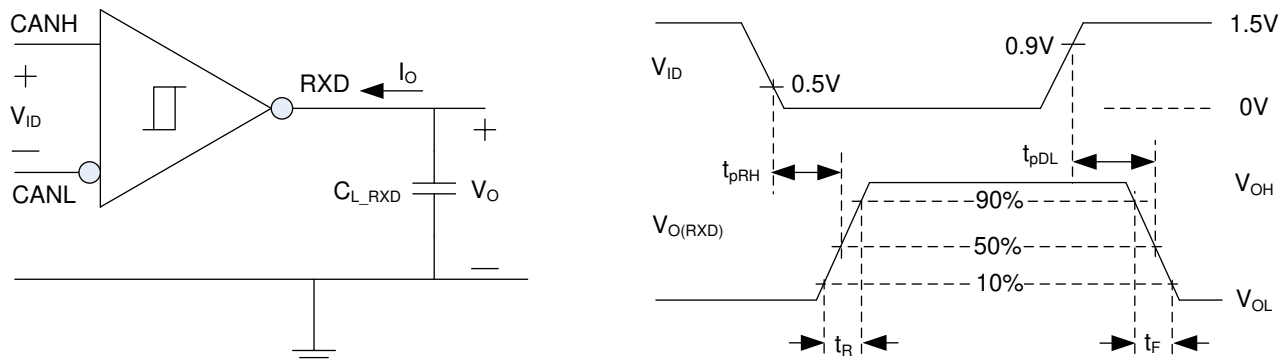 CANH
+
V_ID
—
CANL
RXD
I_O
+
C_L_RXD
V_O
—
V_ID
0.5V
0.9V
1.5V
0V
t_pRH
t_pDL
V_O(RXD)
V_OH
90%
50%
10%
V_OL
t_R
t_F